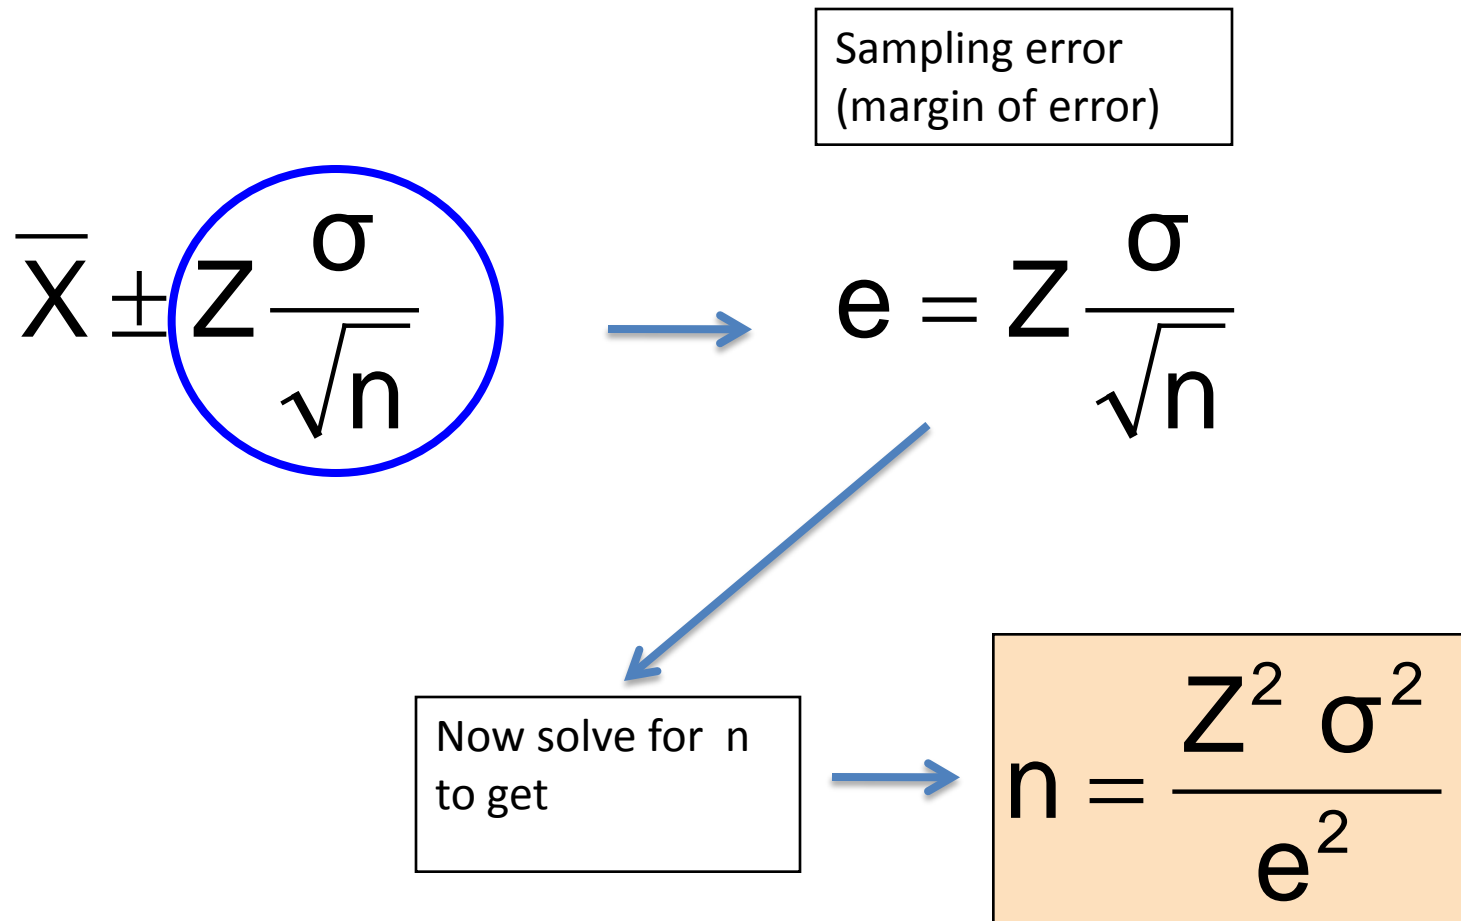 Sampling error
(margin of error)
X̄ ± Z σ/√n
e = Z σ/√n
Now solve for n
to get
n = Z² σ² / e²